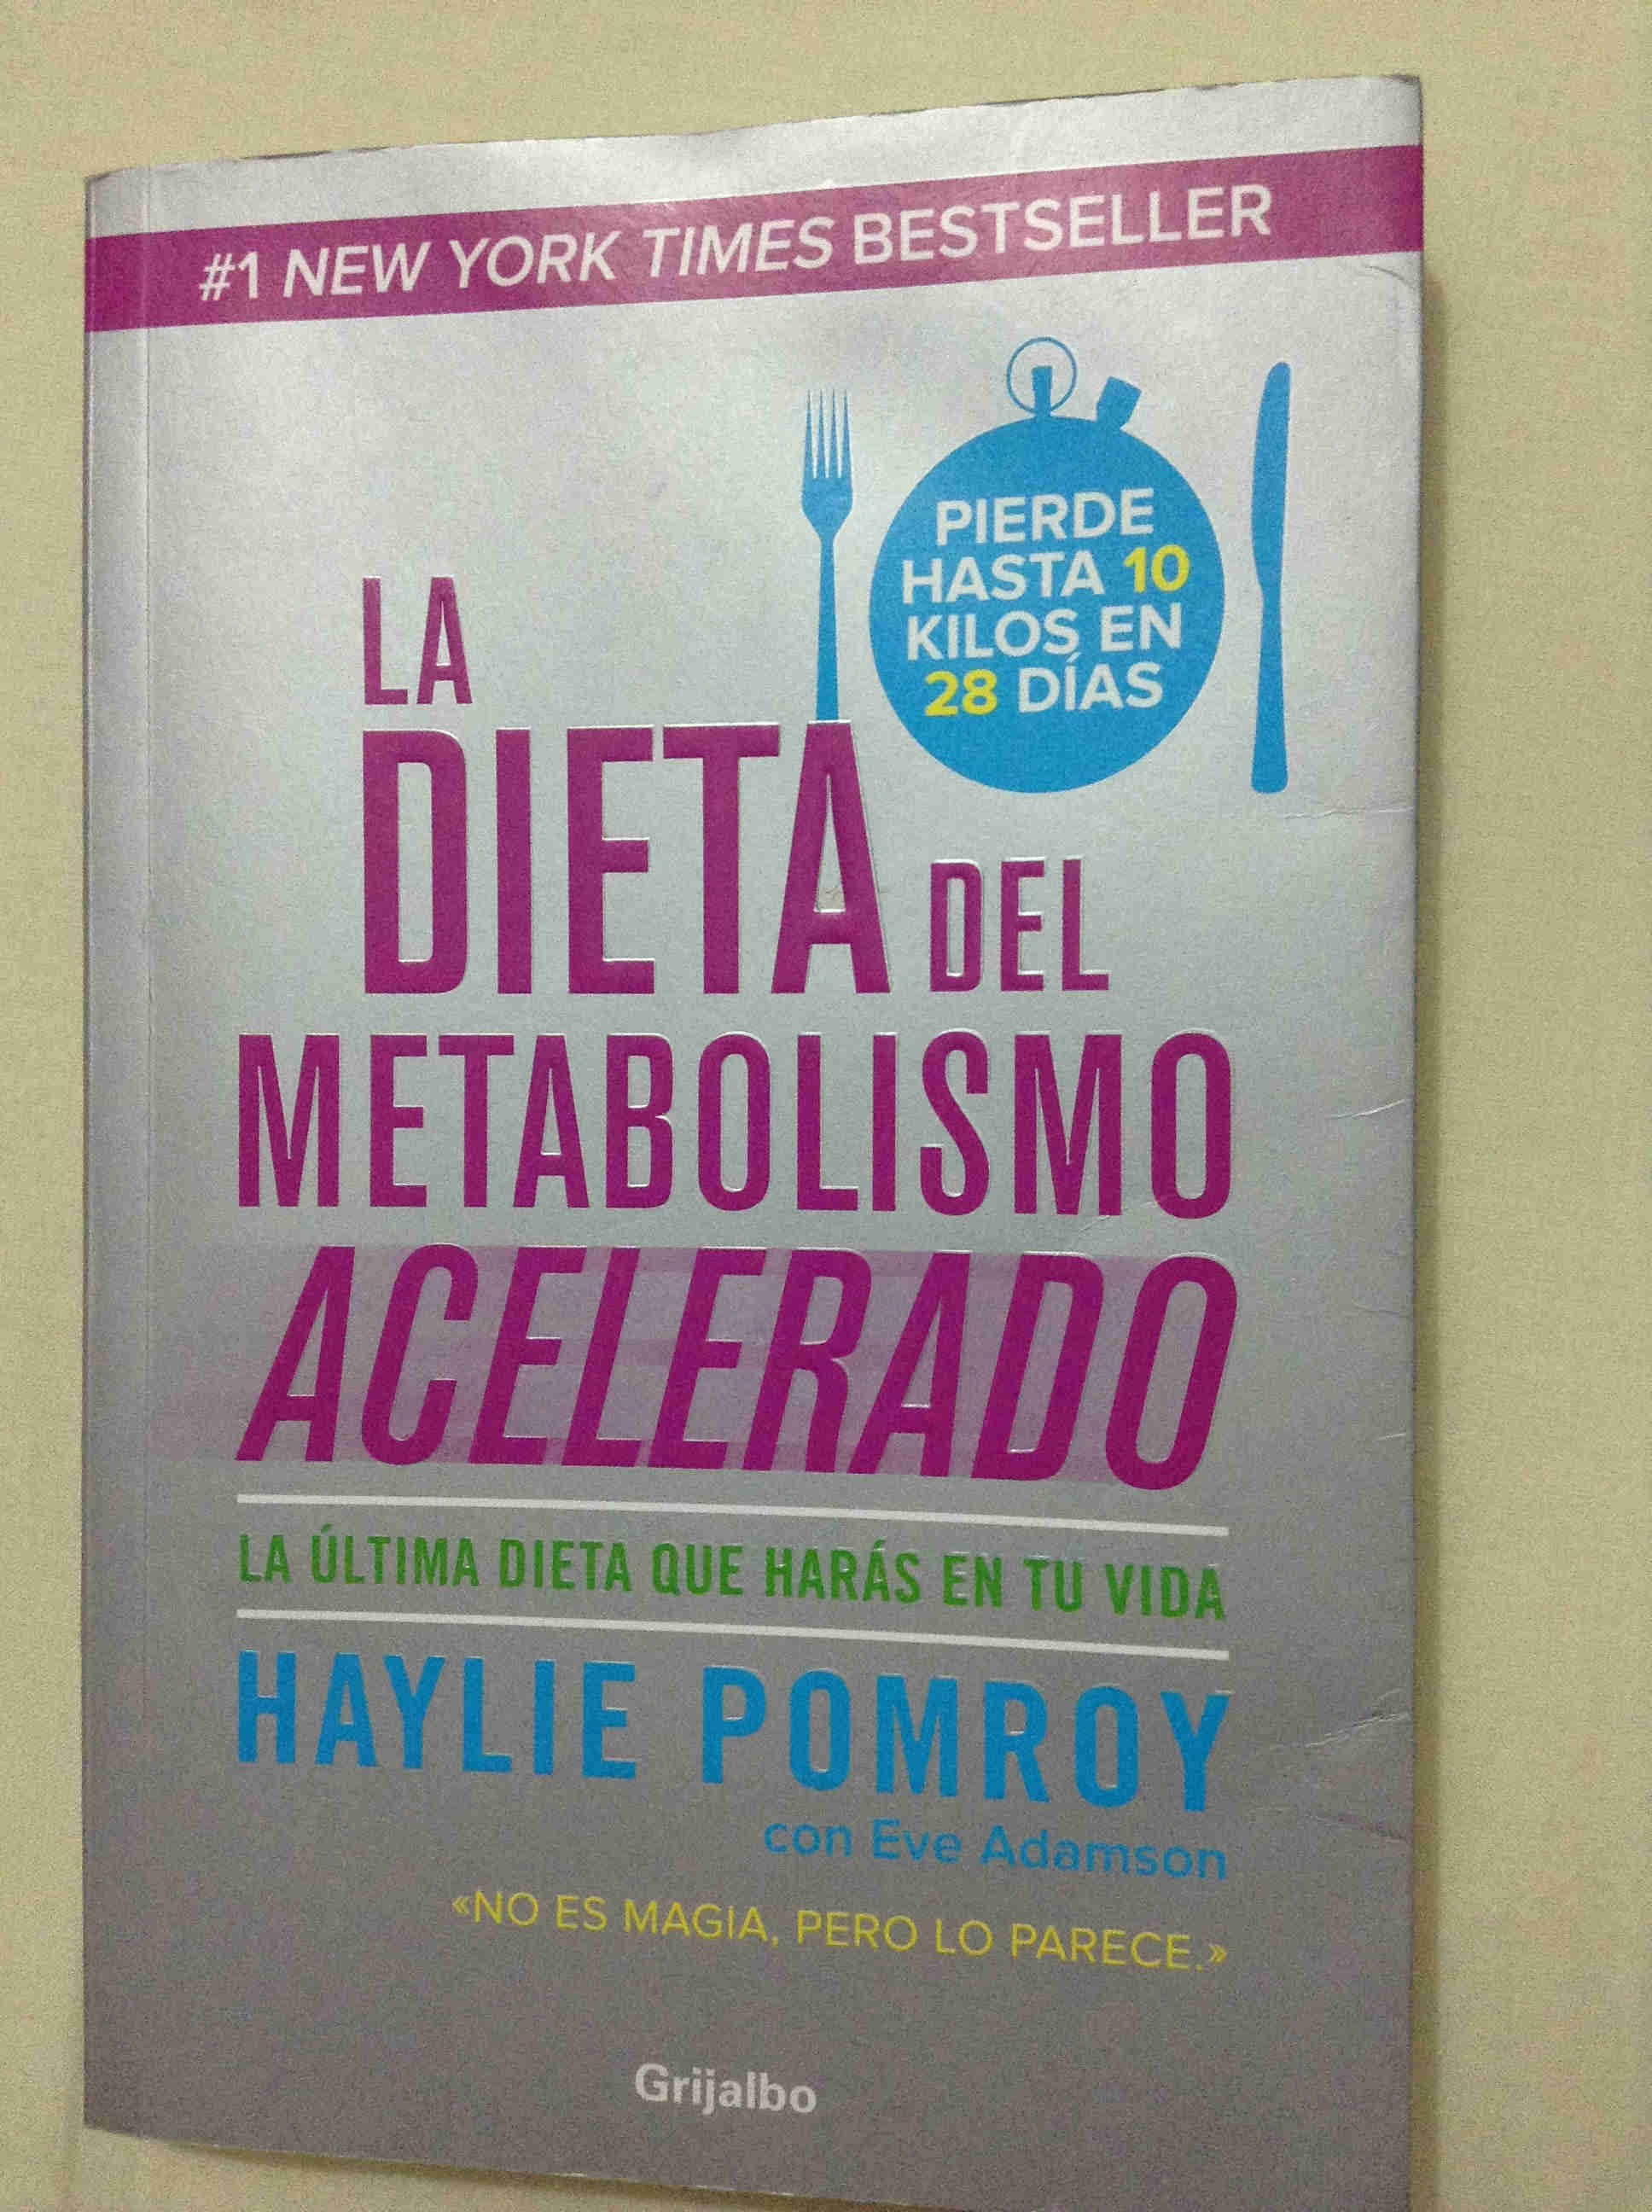 #1 NEW YORK TIMES BESTSELLER
PIERDE
HASTA 10
KILOS EN
28 DÍAS
LA
DIETA DEL
METABOLISMO
ACELERADO
LA ÚLTIMA DIETA QUE HARÁS EN TU VIDA
HAYLIE POMROY
con Eve Adamson
«NO ES MAGIA, PERO LO PARECE.»
Grijalbo